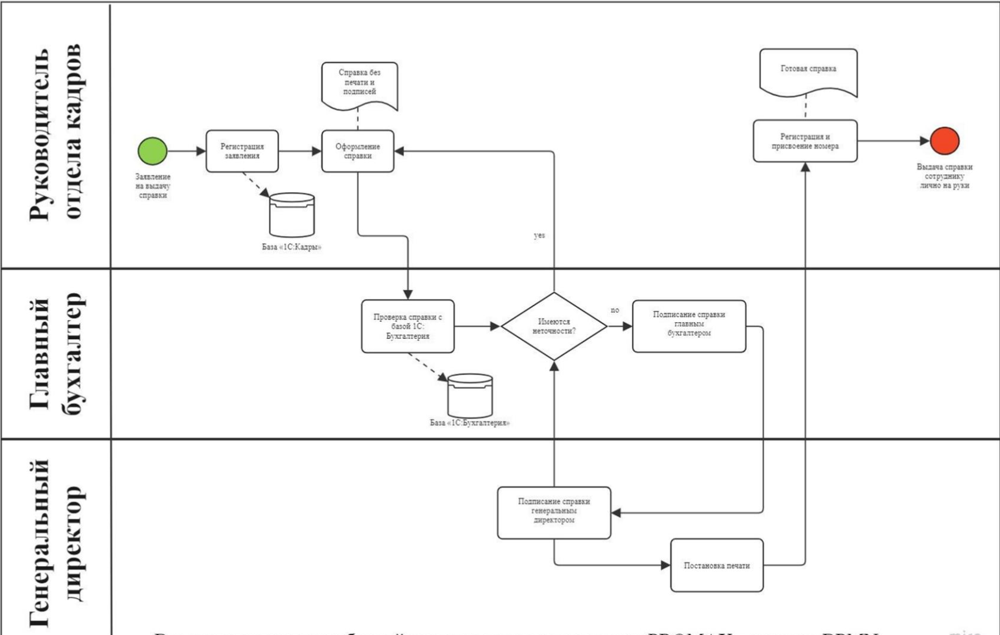 Руководитель
отдела кадров
Заявление
на выдачу
справки
Регистрация
заявления
База «1С:Кадры»
Справка без
печати и
подписей
Оформление
справки
yes
Готовая справка
Регистрация и
присвоение номера
Выдача справки
сотруднику
лично на руки
Главный
бухгалтер
Проверка справки с
базой 1С:
Бухгалтерия
База «1С:Бухгалтерия»
Имеются
неточности?
no
Подписание справки
главным
бухгалтером
Генеральный
директор
Подписание справки
генеральным
директором
Постановка печати
miro